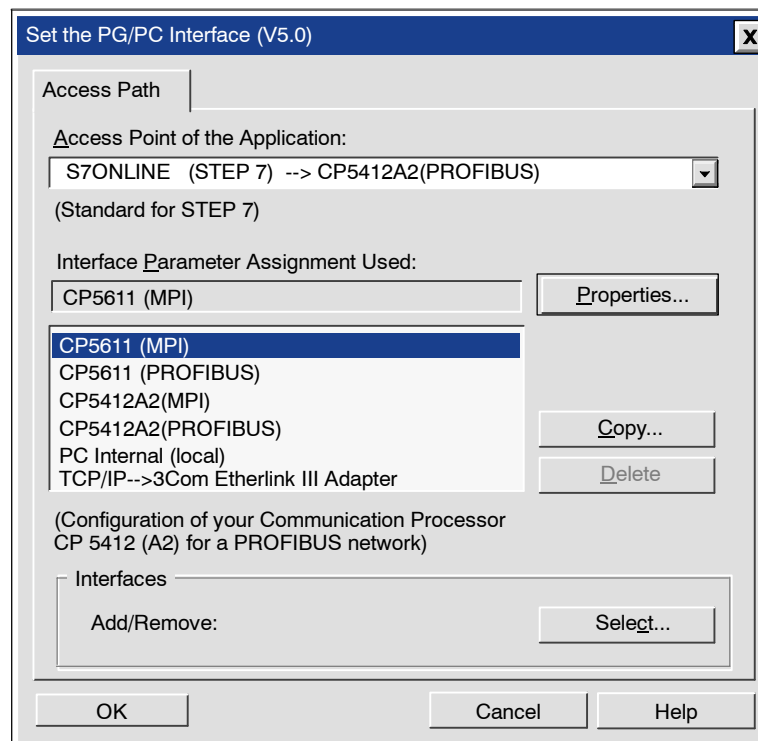 Set the PG/PC Interface (V5.0)
X
Access Path
Access Point of the Application:
S7ONLINE (STEP 7) --> CP5412A2(PROFIBUS)
(Standard for STEP 7)
Interface Parameter Assignment Used:
CP5611 (MPI)
Properties...
CP5611 (MPI)
CP5611 (PROFIBUS)
CP5412A2(MPI)
CP5412A2(PROFIBUS)
PC Internal (local)
TCP/IP-->3Com Etherlink III Adapter
Copy...
Delete
(Configuration of your Communication Processor
CP 5412 (A2) for a PROFIBUS network)
Interfaces
Add/Remove:
Select...
OK
Cancel
Help